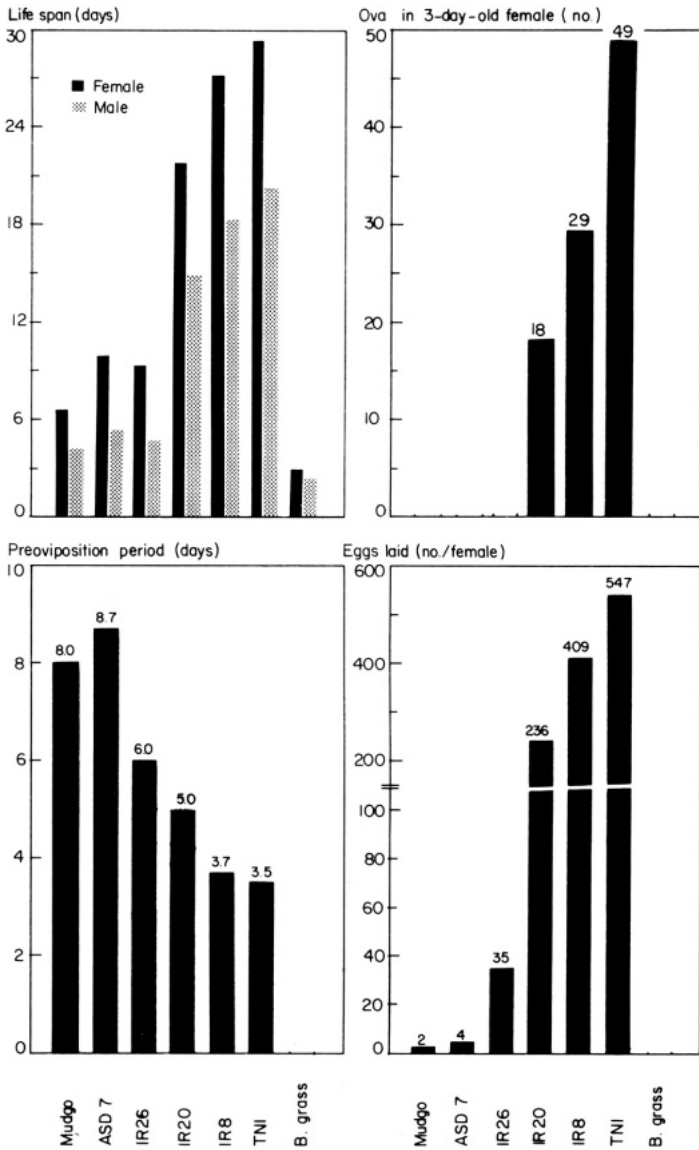 Life span (days)
30
24
18
12
6
0
Female
Male
Ova in 3-day-old female (no.)
50
40
30
20
10
0
18
29
49
Preoviposition period (days)
10
8
6
4
2
0
8.0
8.7
6.0
5.0
3.7
3.5
Eggs laid (no./female)
600
400
200
100
80
60
40
20
0
2
4
35
236
409
547
Mudgo
ASD 7
IR26
IR20
IR8
TNI
B. grass
Mudgo
ASD 7
IR26
IR20
IR8
TNI
B. grass